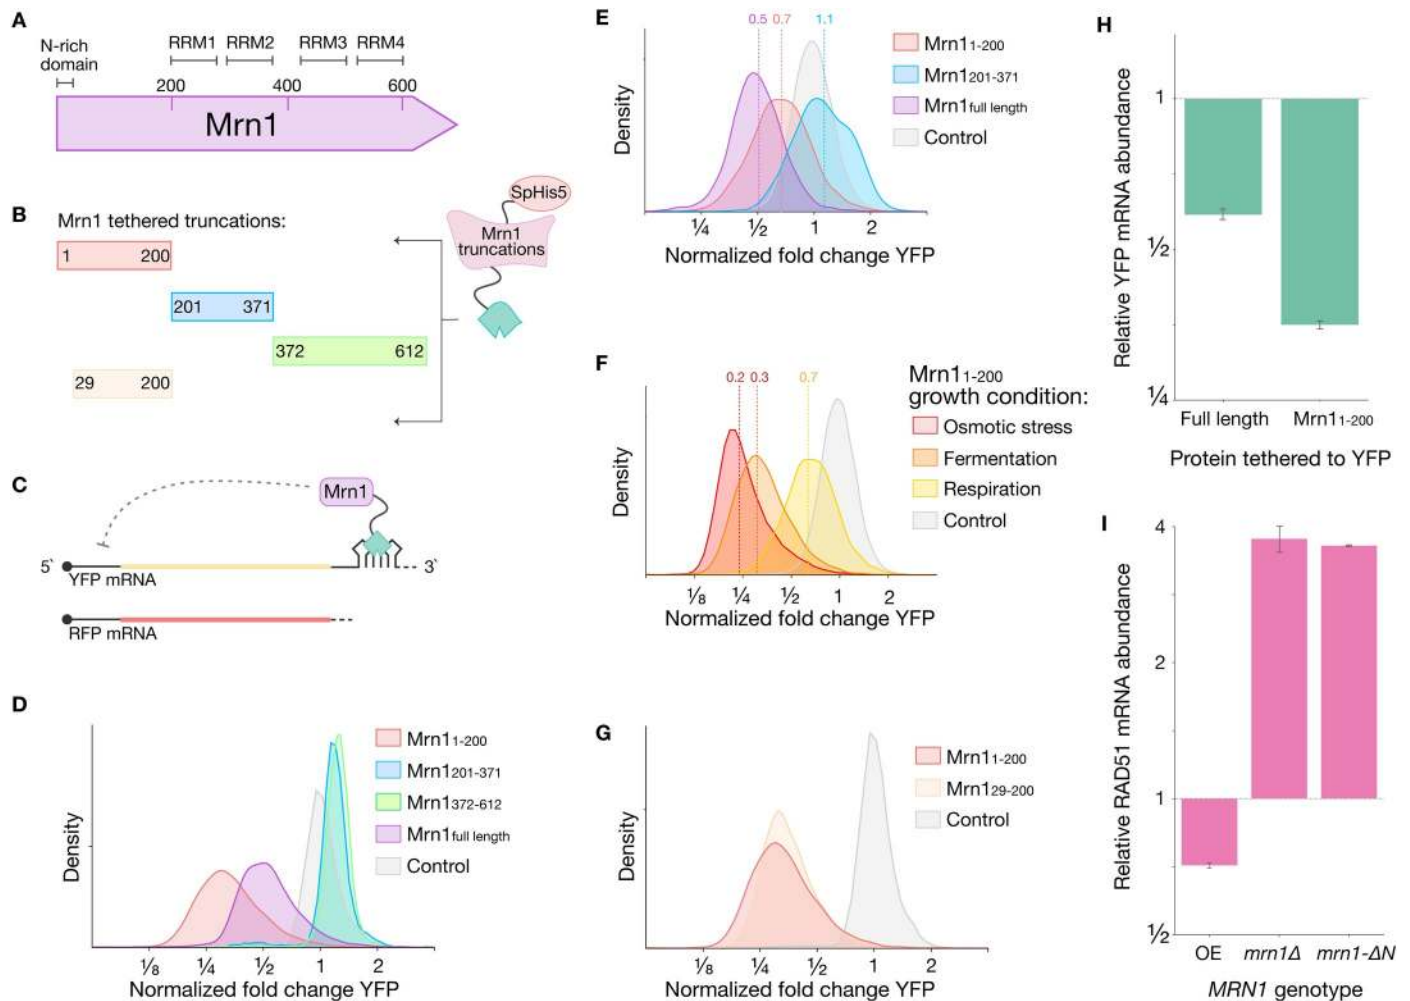 A
N-rich
domain
RRM1 RRM2 RRM3 RRM4
200 400 600
Mrn1
B
Mrn1 tethered truncations:
1 200
201 371
372 612
29 200
SpHis5
Mrn1
truncations
C
Mrn1
5` 3`
YFP mRNA
RFP mRNA
D
Density
Mrn11-200
Mrn1201-371
Mrn1372-612
Mrn1full length
Control
⅛ ¼ ½ 1 2
Normalized fold change YFP
E
0.5 0.7 1.1
Density
Mrn11-200
Mrn1201-371
Mrn1full length
Control
¼ ½ 1 2
Normalized fold change YFP
F
0.2 0.3 0.7
Density
Mrn11-200
growth condition:
Osmotic stress
Fermentation
Respiration
Control
⅛ ¼ ½ 1 2
Normalized fold change YFP
G
Density
Mrn11-200
Mrn129-200
Control
⅛ ¼ ½ 1 2
Normalized fold change YFP
H
Relative YFP mRNA abundance
1
½
¼
Full length Mrn11-200
Protein tethered to YFP
I
Relative RAD51 mRNA abundance
4
2
1
½
OE mrn1Δ mrn1-ΔN
MRN1 genotype